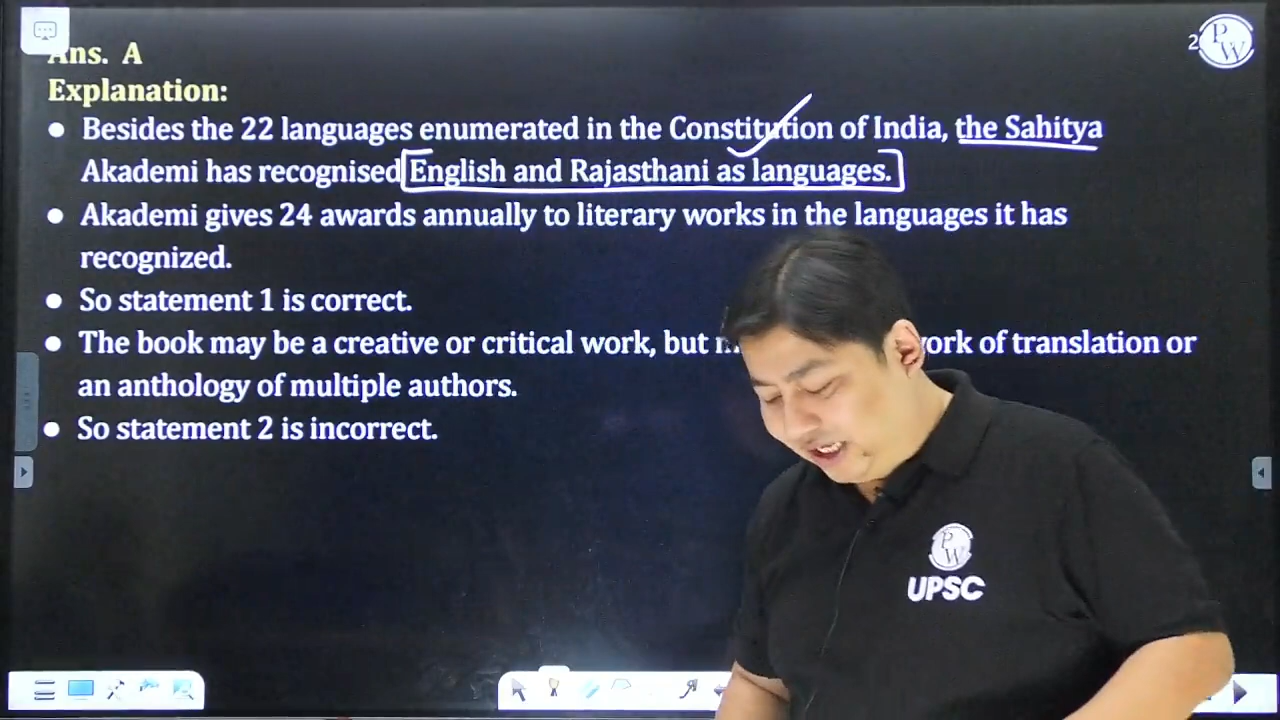 Ans. A
Explanation:
Besides the 22 languages enumerated in the Constitution of India, the Sahitya
Akademi has recognised English and Rajasthani as languages.
Akademi gives 24 awards annually to literary works in the languages it has
recognized.
So statement 1 is correct.
The book may be a creative or critical work, but work of translation or
an anthology of multiple authors.
So statement 2 is incorrect.
2
PW
PW
UPSC